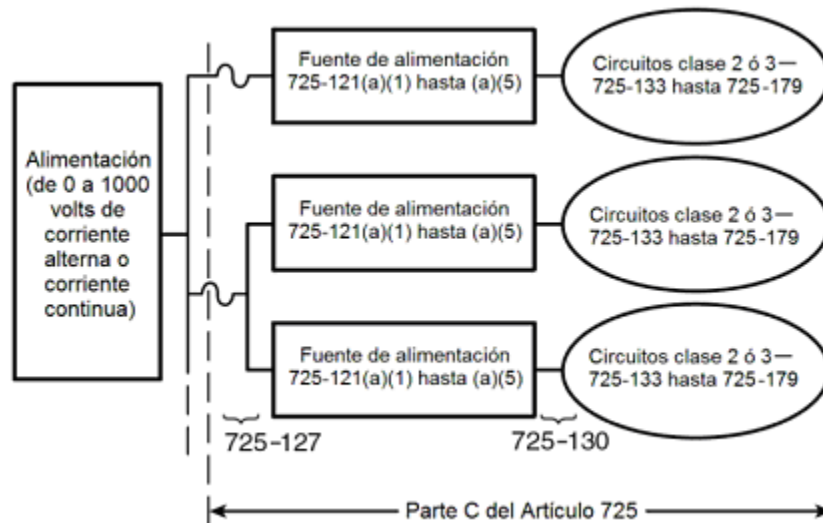 Alimentación
(de 0 a 1000
volts de
corriente
alterna o
corriente
continua)
Fuente de alimentación
725-121(a)(1) hasta (a)(5)
Circuitos clase 2 ó 3—
725-133 hasta 725-179
Fuente de alimentación
725-121(a)(1) hasta (a)(5)
Circuitos clase 2 ó 3—
725-133 hasta 725-179
Fuente de alimentación
725-121(a)(1) hasta (a)(5)
Circuitos clase 2 ó 3—
725-133 hasta 725-179
725-127
725-130
Parte C del Artículo 725